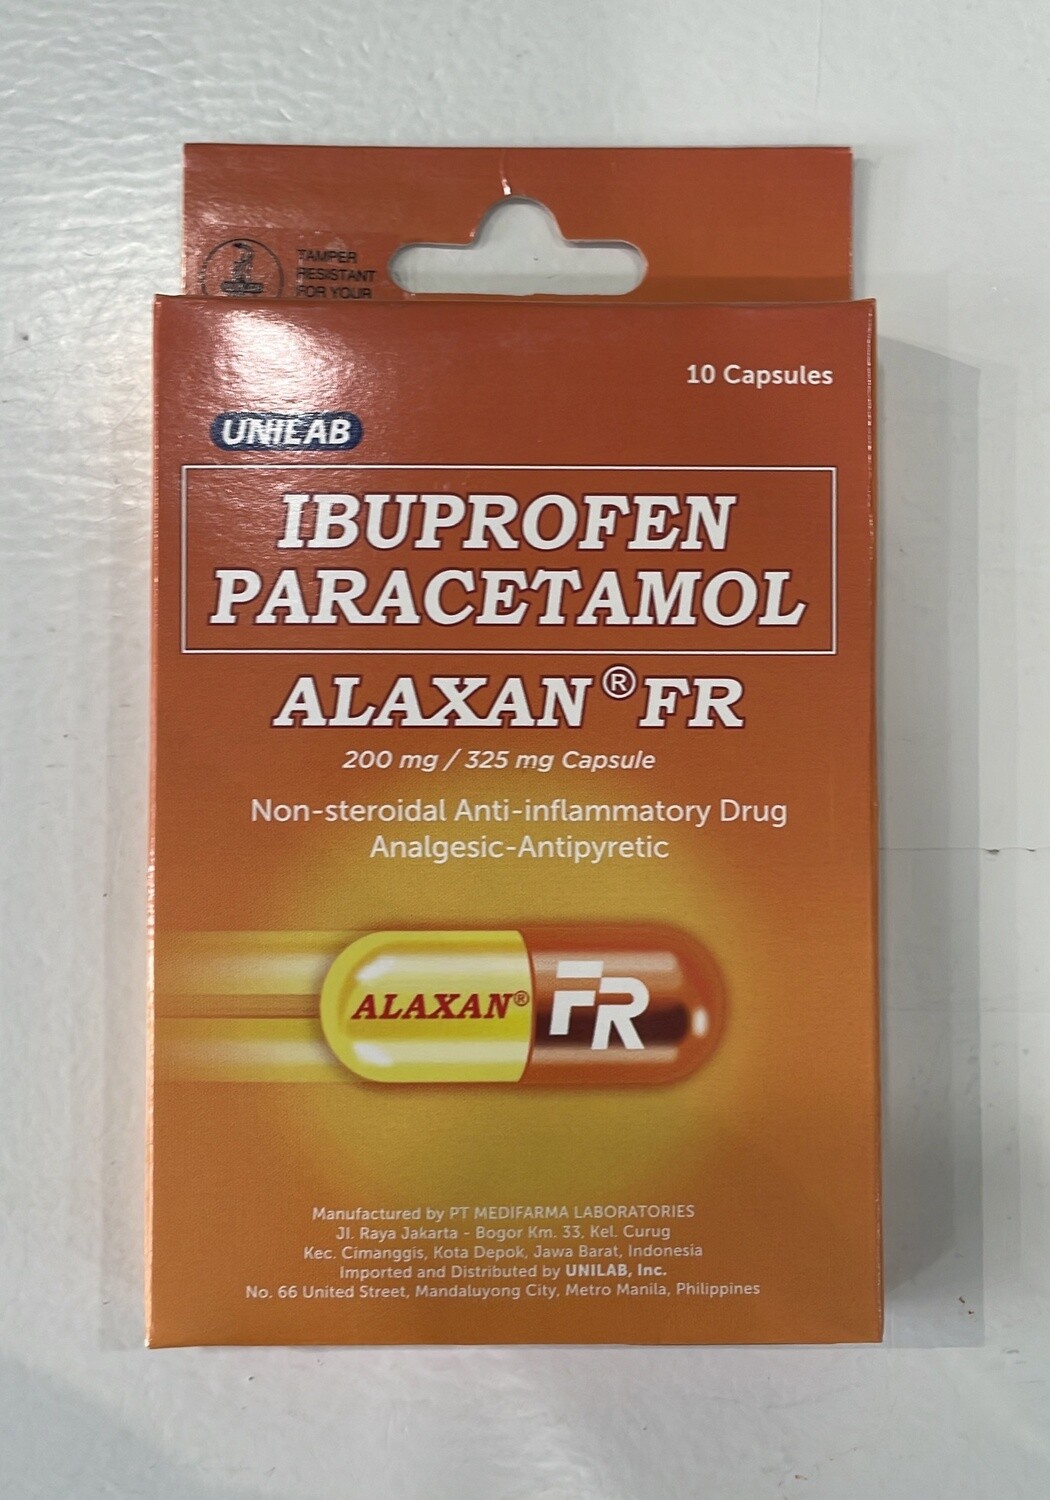 TAMPER
RESISTANT
FOR YOUR
10 Capsules
UNILAB
IBUPROFEN
PARACETAMOL
ALAXAN® FR
200 mg / 325 mg Capsule
Non-steroidal Anti-inflammatory Drug
Analgesic-Antipyretic
ALAXAN® FR
Manufactured by PT MEDIFARMA LABORATORIES
Jl. Raya Jakarta - Bogor Km. 33, Kel. Curug
Kec. Cimanggis, Kota Depok, Jawa Barat, Indonesia
Imported and Distributed by UNILAB, Inc.
No. 66 United Street, Mandaluyong City, Metro Manila, Philippines